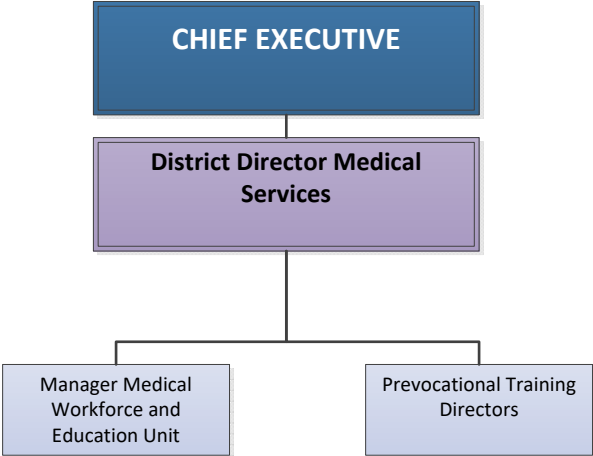 CHIEF EXECUTIVE
District Director Medical
Services
Manager Medical
Workforce and
Education Unit
Prevocational Training
Directors